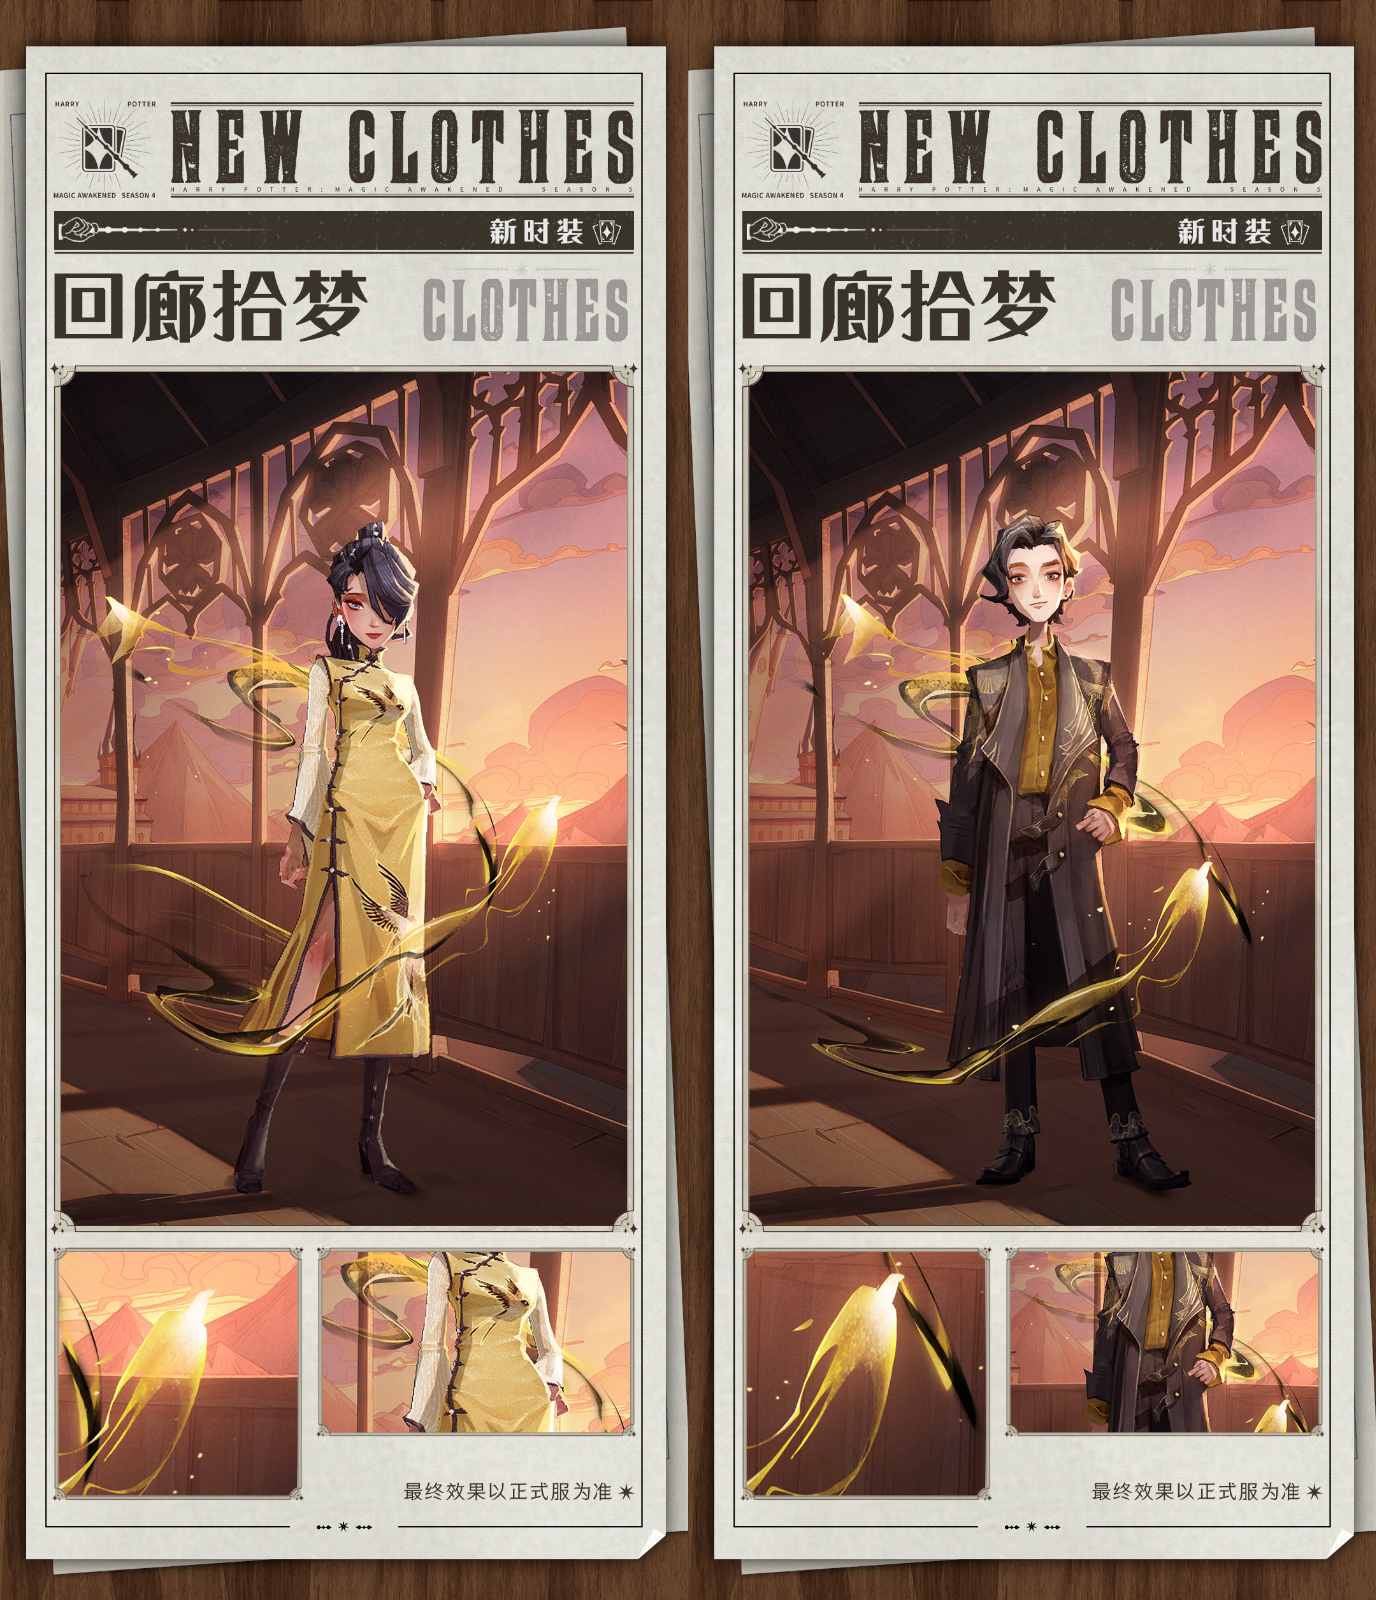 HARRY POTTER
NEW CLOTHES
HARRY POTTER: MAGIC AWAKENED SEASON 5
MAGIC AWAKENED SEASON 4
新时装
回廊拾梦
CLOTHES
最终效果以正式服为准
HARRY POTTER
NEW CLOTHES
HARRY POTTER: MAGIC AWAKENED SEASON 5
MAGIC AWAKENED SEASON 4
新时装
回廊拾梦
CLOTHES
最终效果以正式服为准